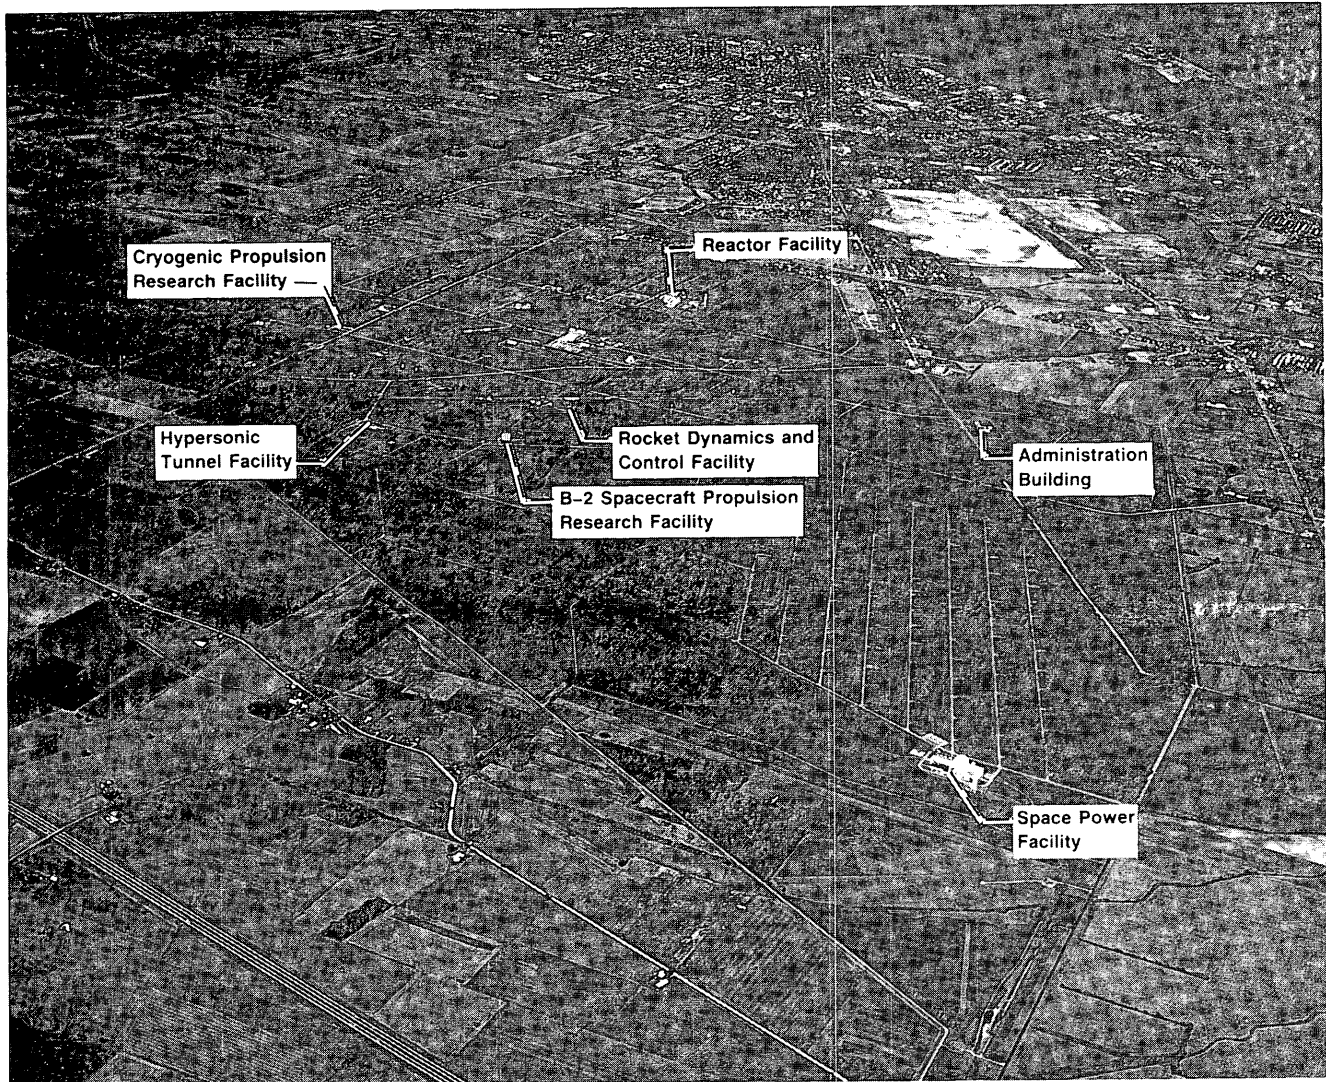 Cryogenic Propulsion
Research Facility
Reactor Facility
Hypersonic
Tunnel Facility
Rocket Dynamics and
Control Facility
Administration
Building
B-2 Spacecraft Propulsion
Research Facility
Space Power
Facility